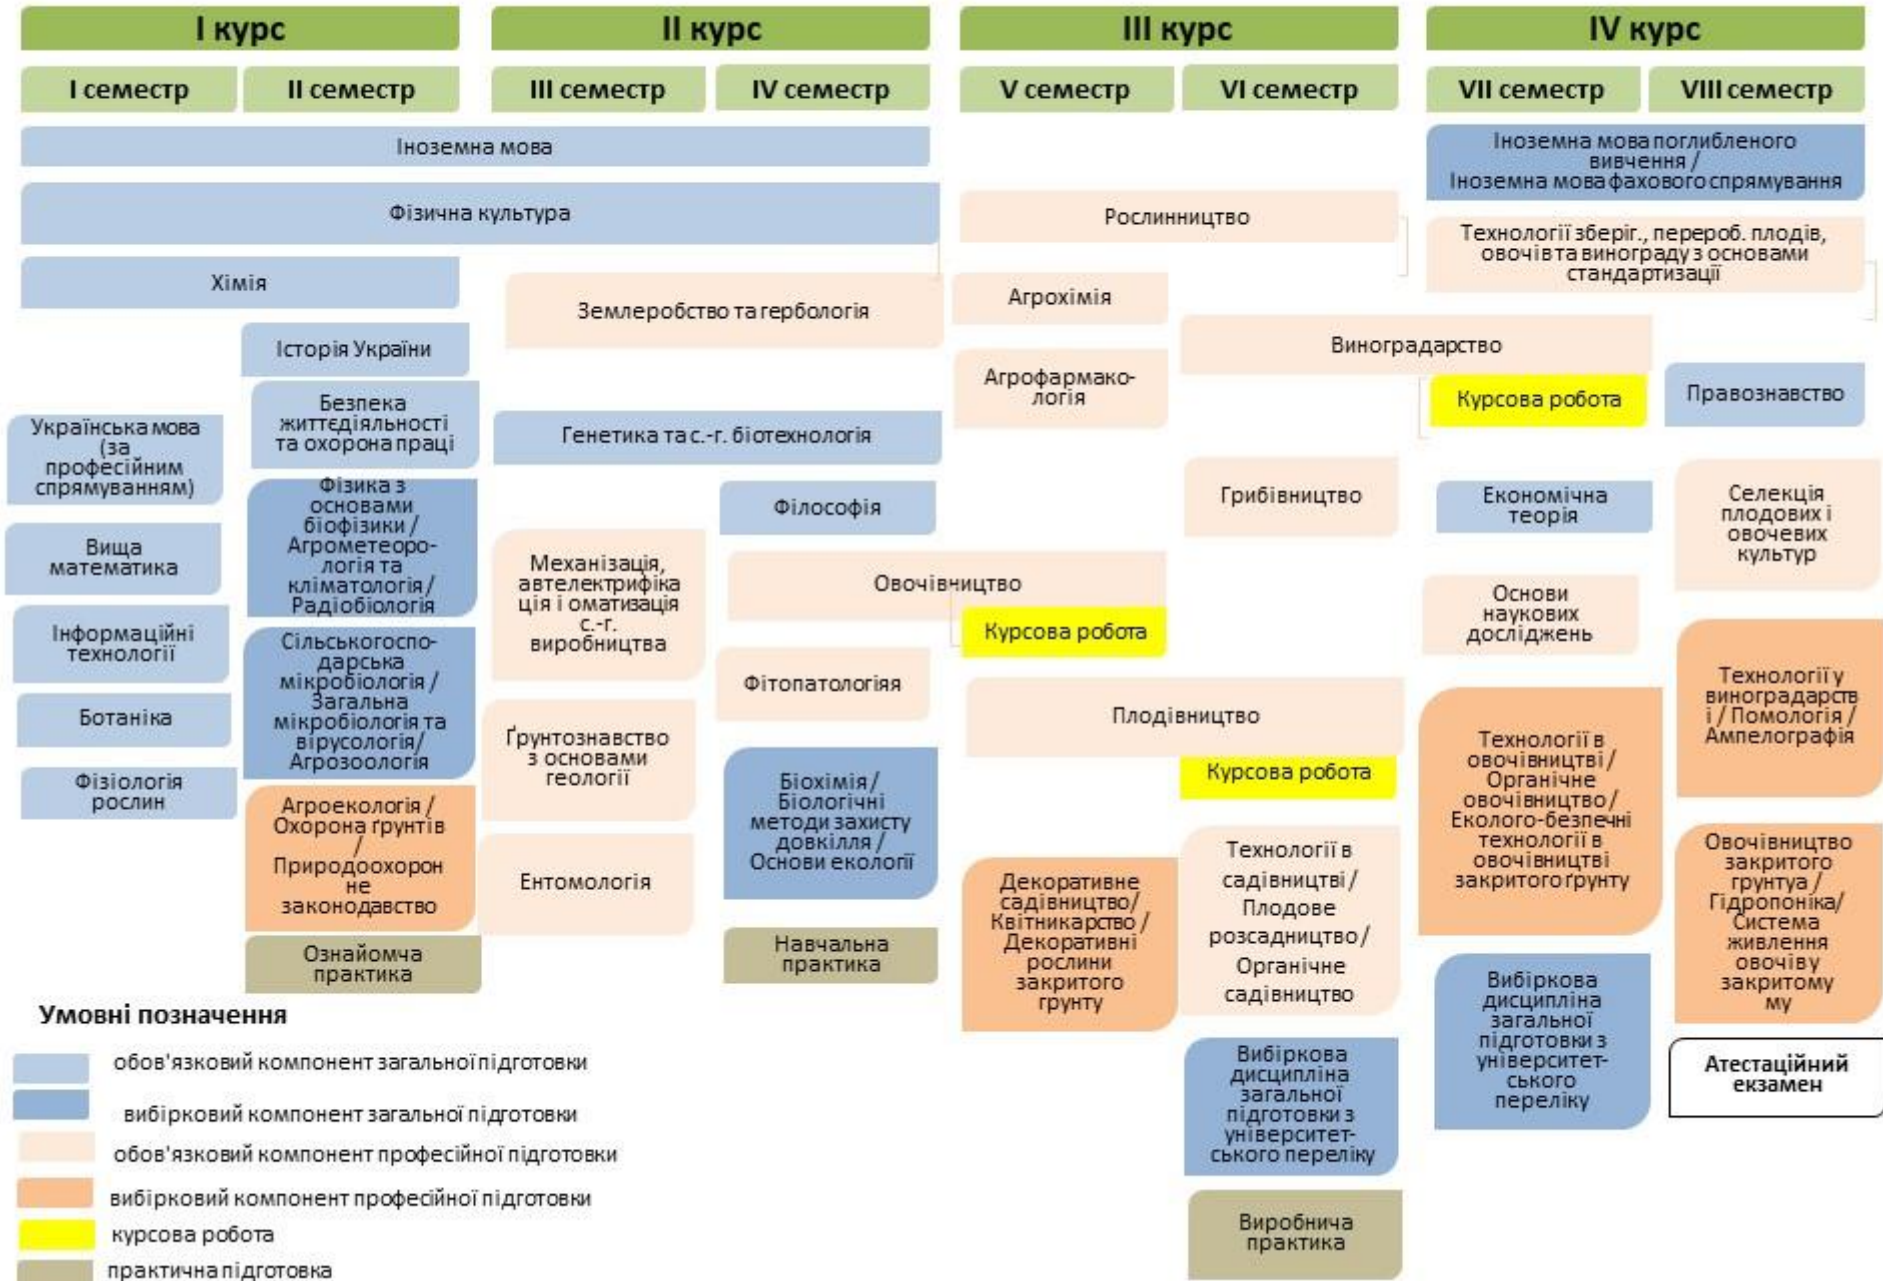 І курс
ІІ курс
ІІІ курс
IV курс
І семестр
ІІ семестр
ІІІ семестр
IV семестр
V семестр
VI семестр
VII семестр
VIII семестр
Іноземна мова
Іноземна мова поглибленого
вивчення /
Іноземна мова фахового спрямування
Фізична культура
Рослинництво
Технології зберіг., перероб. плодів,
овочів та винограду з основами
стандартизації
Хімія
Землеробство та гербологія
Агрохімія
Виноградарство
Історія України
Агрофармако-
логія
Курсова робота
Правознавство
Безпека
життєдіяльності
та охорона праці
Українська мова
(за
професійним
спрямуванням)
Генетика та с.-г. біотехнологія
Фізика з
основами
біофізики /
Агрометеоро-
логія та
кліматологія /
Радіобіологія
Філософія
Грибівництво
Економічна
теорія
Селекція
плодових і
овочевих
культур
Вища
математика
Механізація,
автелектрифіка
ція і оматизація
с.-г.
виробництва
Овочівництво
Курсова робота
Основи
наукових
досліджень
Інформаційні
технології
Сільськогоспо-
дарська
мікробіологія /
Загальна
мікробіологія та
вірусологія/
Агрозоологія
Фітопатологіяя
Плодівництво
Курсова робота
Технології у
виноградарств
і / Помологія /
Ампелографія
Ботаніка
Ґрунтознавство
з основами
геології
Технології в
овочівництві /
Органічне
овочівництво /
Еколого-безпечні
технології в
овочівництві
закритого ґрунту
Фізіологія
рослин
Агроекологія /
Охорона ґрунтів
/
Природоохорон
не
законодавство
Біохімія /
Біологічні
методи захисту
довкілля /
Основи екології
Ентомологія
Декоративне
садівництво/
Квітникарство /
Декоративні
рослини
закритого
грунту
Технології в
садівництві /
Плодове
розсадництво /
Органічне
садівництво
Овочівництво
закритого
грунтуа /
Гідропоніка/
Система
живлення
овочів у
закритому
му
Ознайомча
практика
Навчальна
практика
Вибіркова
дисципліна
загальної
підготовки з
університет-
ського
переліку
Вибіркова
дисципліна
загальної
підготовки з
університет-
ського переліку
Атестаційний
екзамен
Виробнича
практика
Умовні позначення
обов'язковий компонент загальної підготовки
вибірковий компонент загальної підготовки
обов'язковий компонент професійної підготовки
вибірковий компонент професійної підготовки
курсова робота
практична підготовка